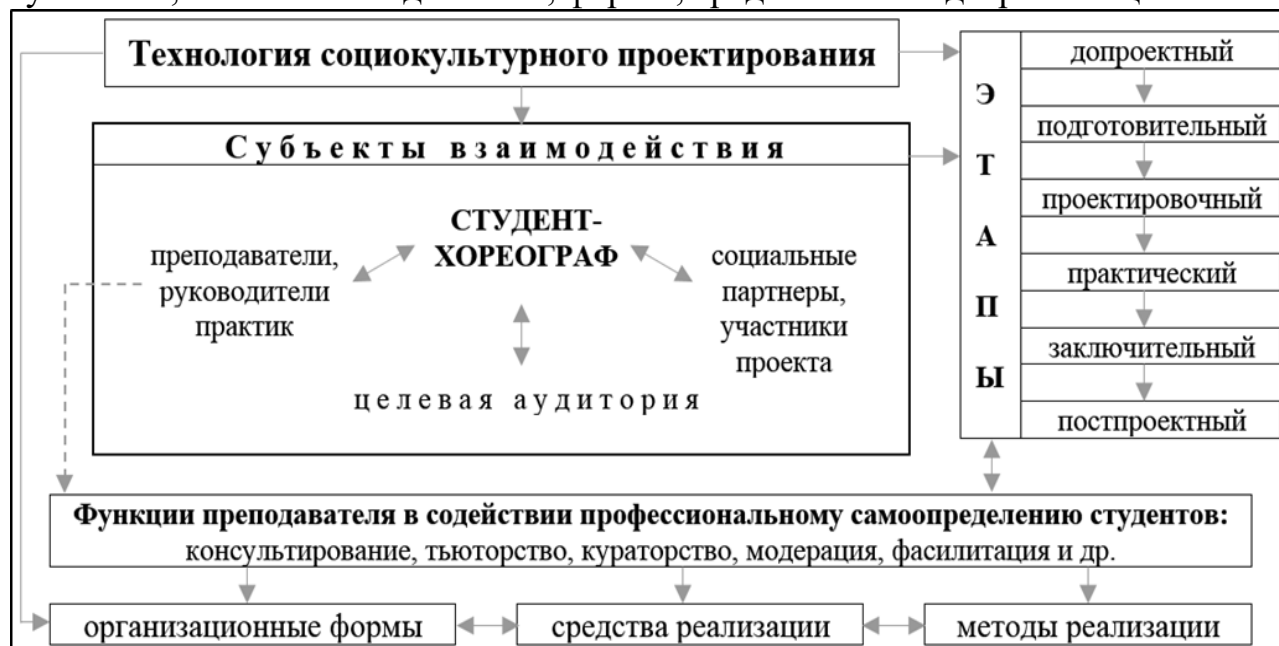 Технология социокультурного проектирования
Субъекты взаимодействия
СТУДЕНТ-
ХОРЕОГРАФ
преподаватели,
руководители
практик
социальные
партнеры,
участники
проекта
целевая аудитория
ЭТАПЫ
допроектный
подготовительный
проектировочный
практический
заключительный
постпроектный
Функции преподавателя в содействии профессиональному самоопределению студентов:
консультирование, тьюторство, кураторство, модерация, фасилитация и др.
организационные формы
средства реализации
методы реализации